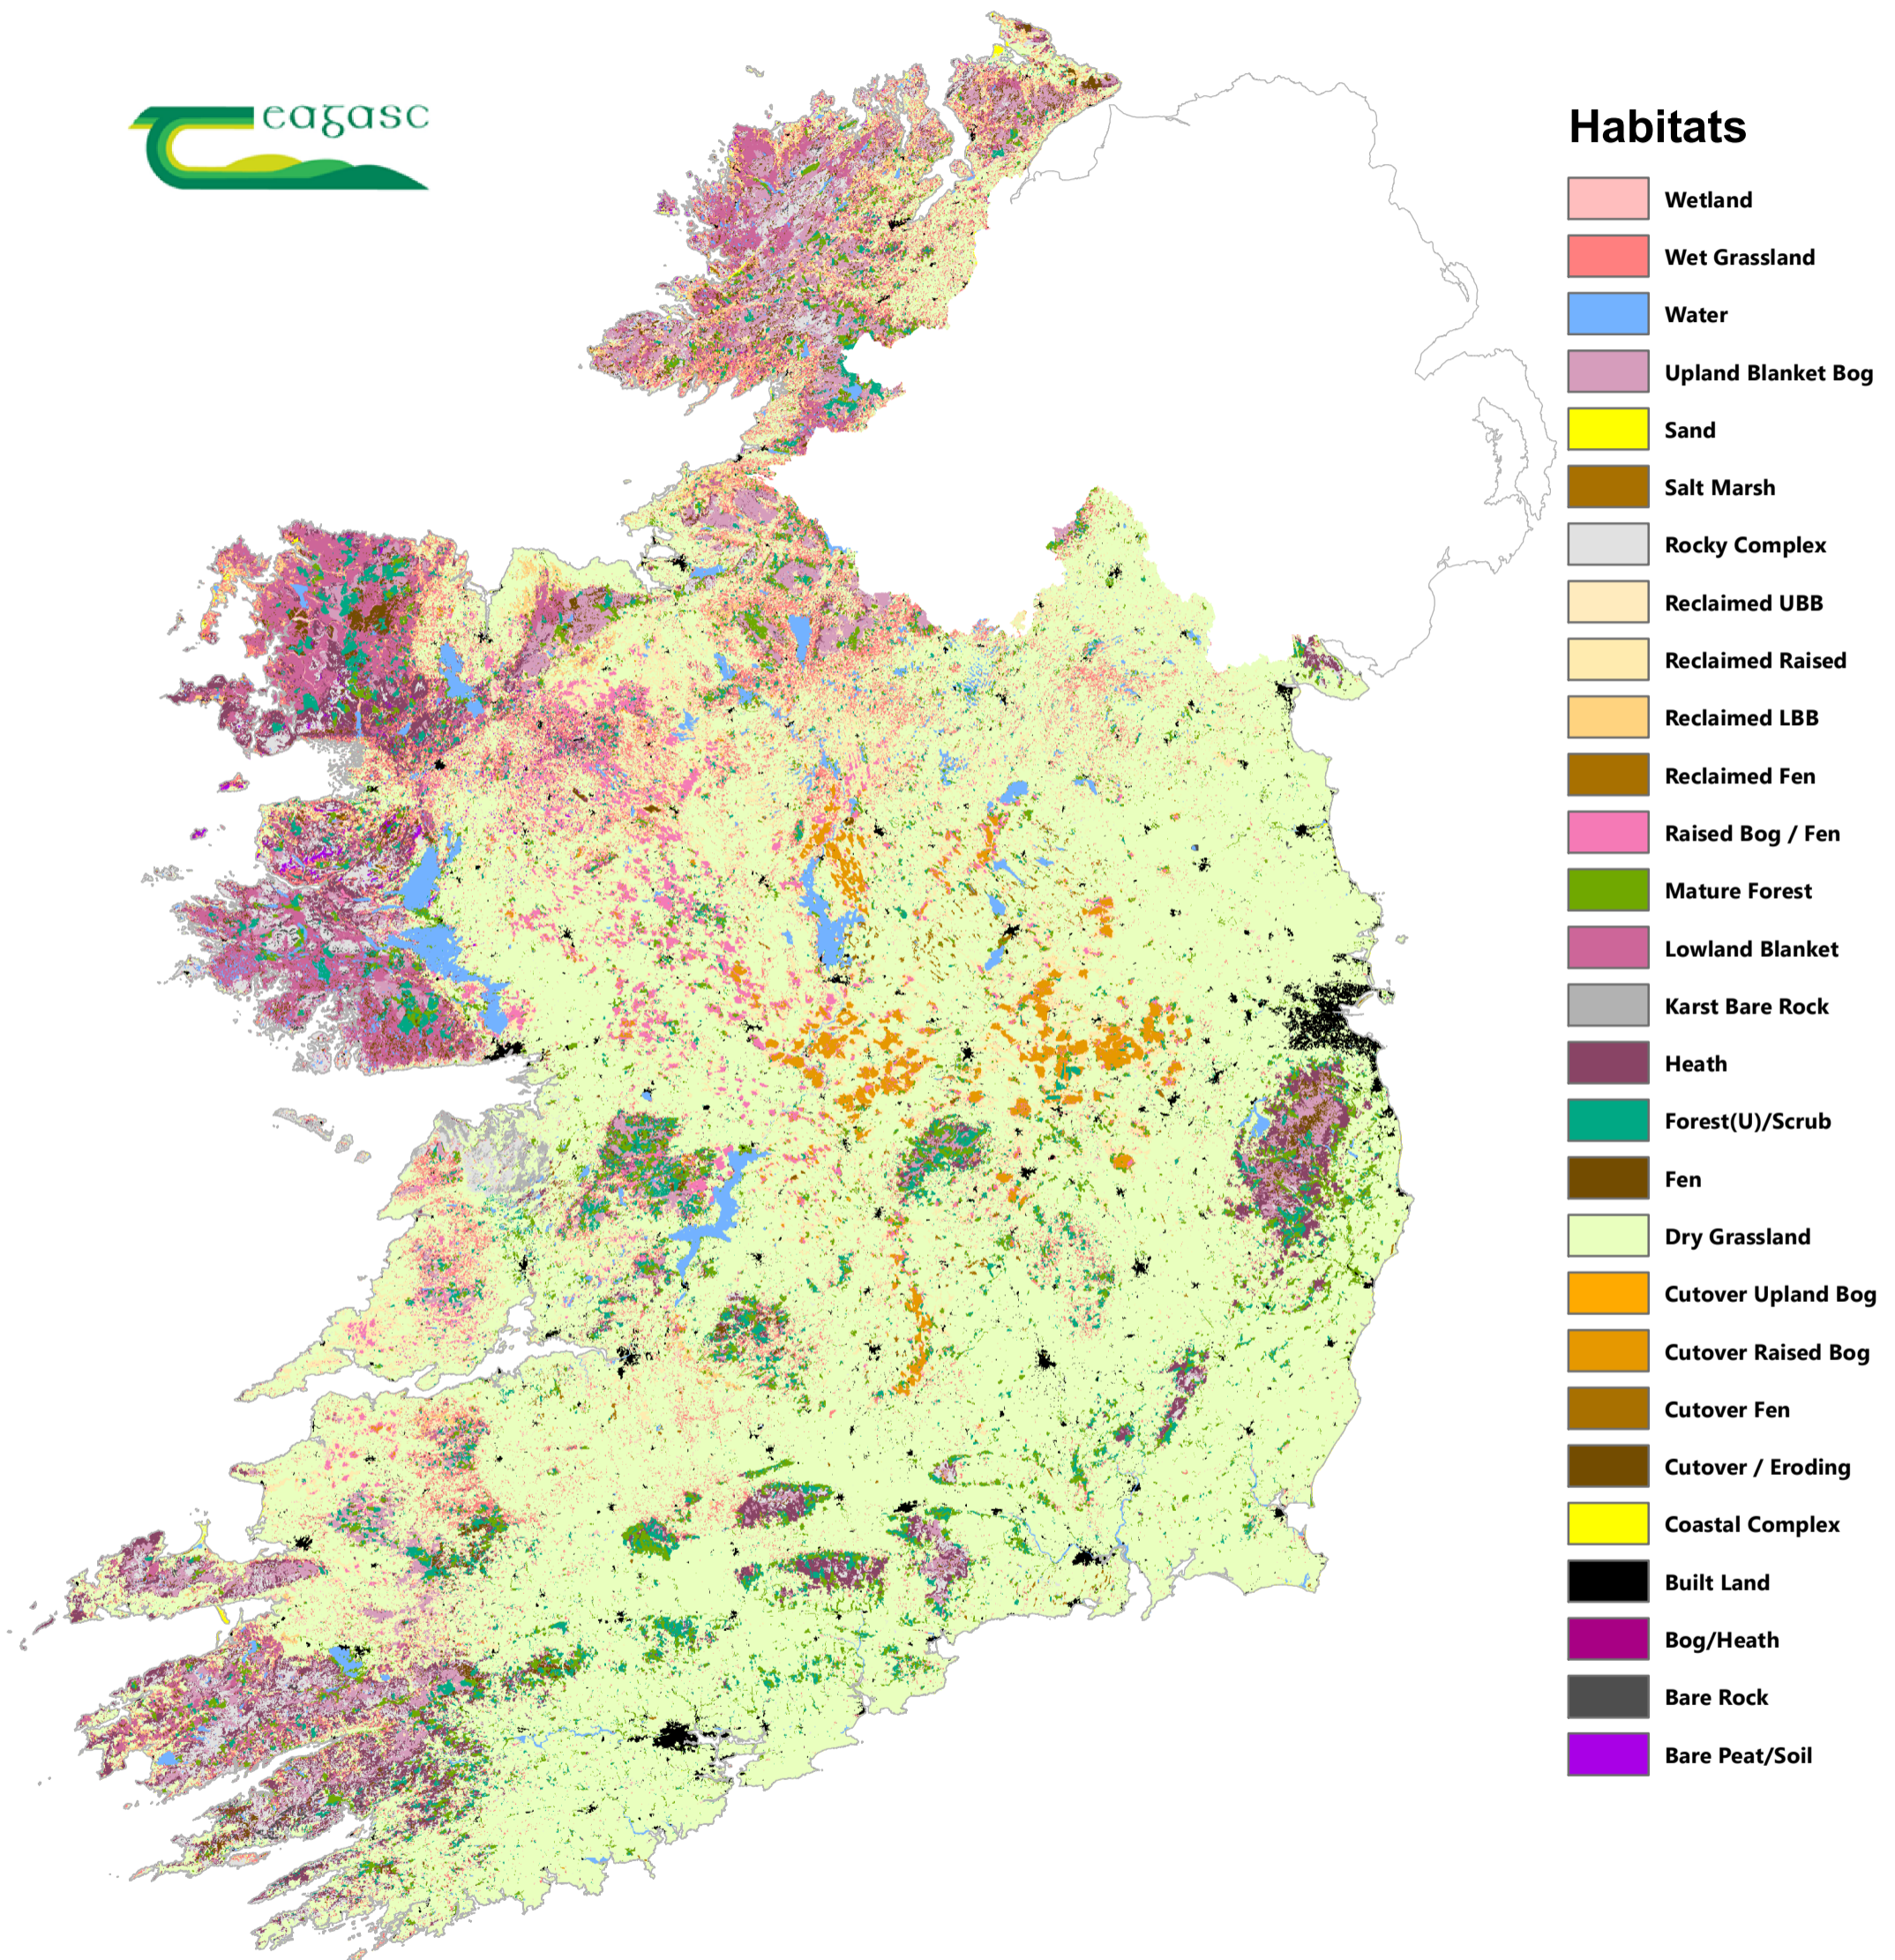 eagasc
Habitats
Wetland
Wet Grassland
Water
Upland Blanket Bog
Sand
Salt Marsh
Rocky Complex
Reclaimed UBB
Reclaimed Raised
Reclaimed LBB
Reclaimed Fen
Raised Bog / Fen
Mature Forest
Lowland Blanket
Karst Bare Rock
Heath
Forest(U)/Scrub
Fen
Dry Grassland
Cutover Upland Bog
Cutover Raised Bog
Cutover Fen
Cutover / Eroding
Coastal Complex
Built Land
Bog/Heath
Bare Rock
Bare Peat/Soil